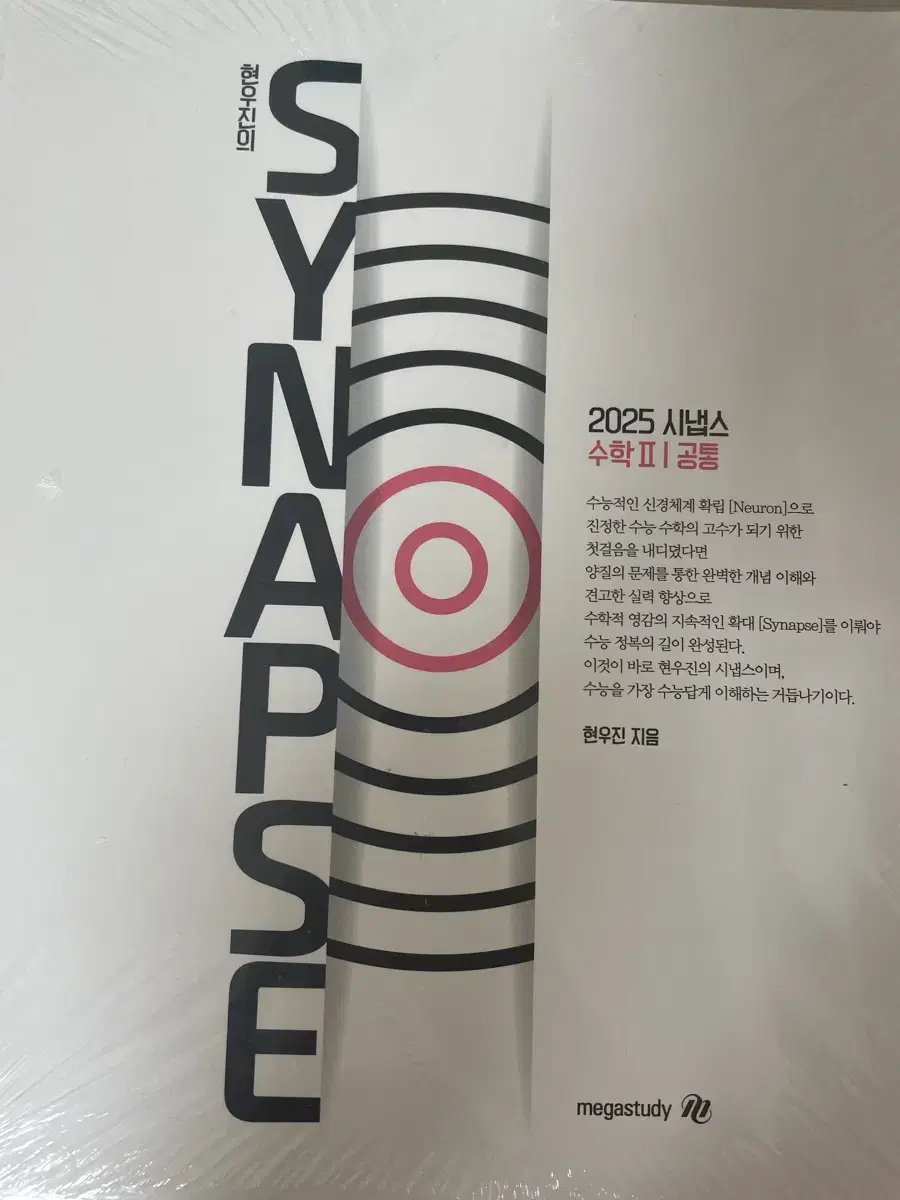 현우진의
SYNAPSE
2025 시냅스
수학 II | 공통
수능적인 신경체계 확립 [Neuron]으로
진정한 수능 수학의 고수가 되기 위한
첫걸음을 내디뎠다면
양질의 문제를 통한 완벽한 개념 이해와
견고한 실력 향상으로
수학적 영감의 지속적인 확대 [Synapse]를 이뤄야
수능 정복의 길이 완성된다.
이것이 바로 현우진의 시냅스이며,
수능을 가장 수능답게 이해하는 거듭나기이다.
현우진 지음
megastudy